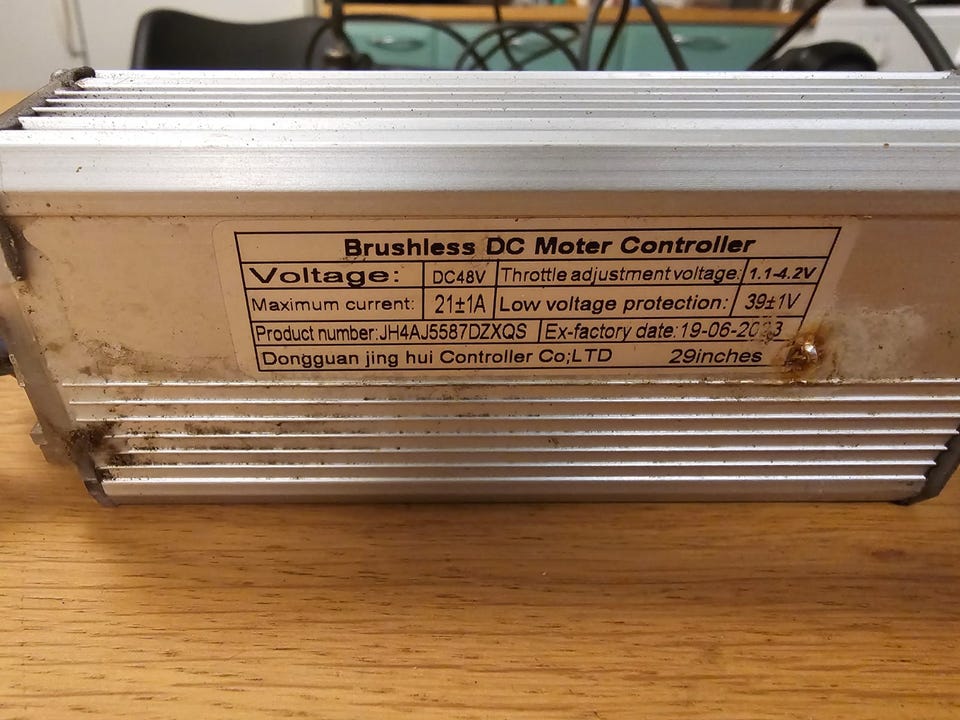 Brushless DC Moter Controller
Voltage: DC48V Throttle adjustment voltage: 1.1-4.2V
Maximum current: 21±1A Low voltage protection: 39±1V
Product number: JH4AJ5587DZXQS Ex-factory date: 19-06-2023
Dongguan jing hui Controller Co;LTD 29inches